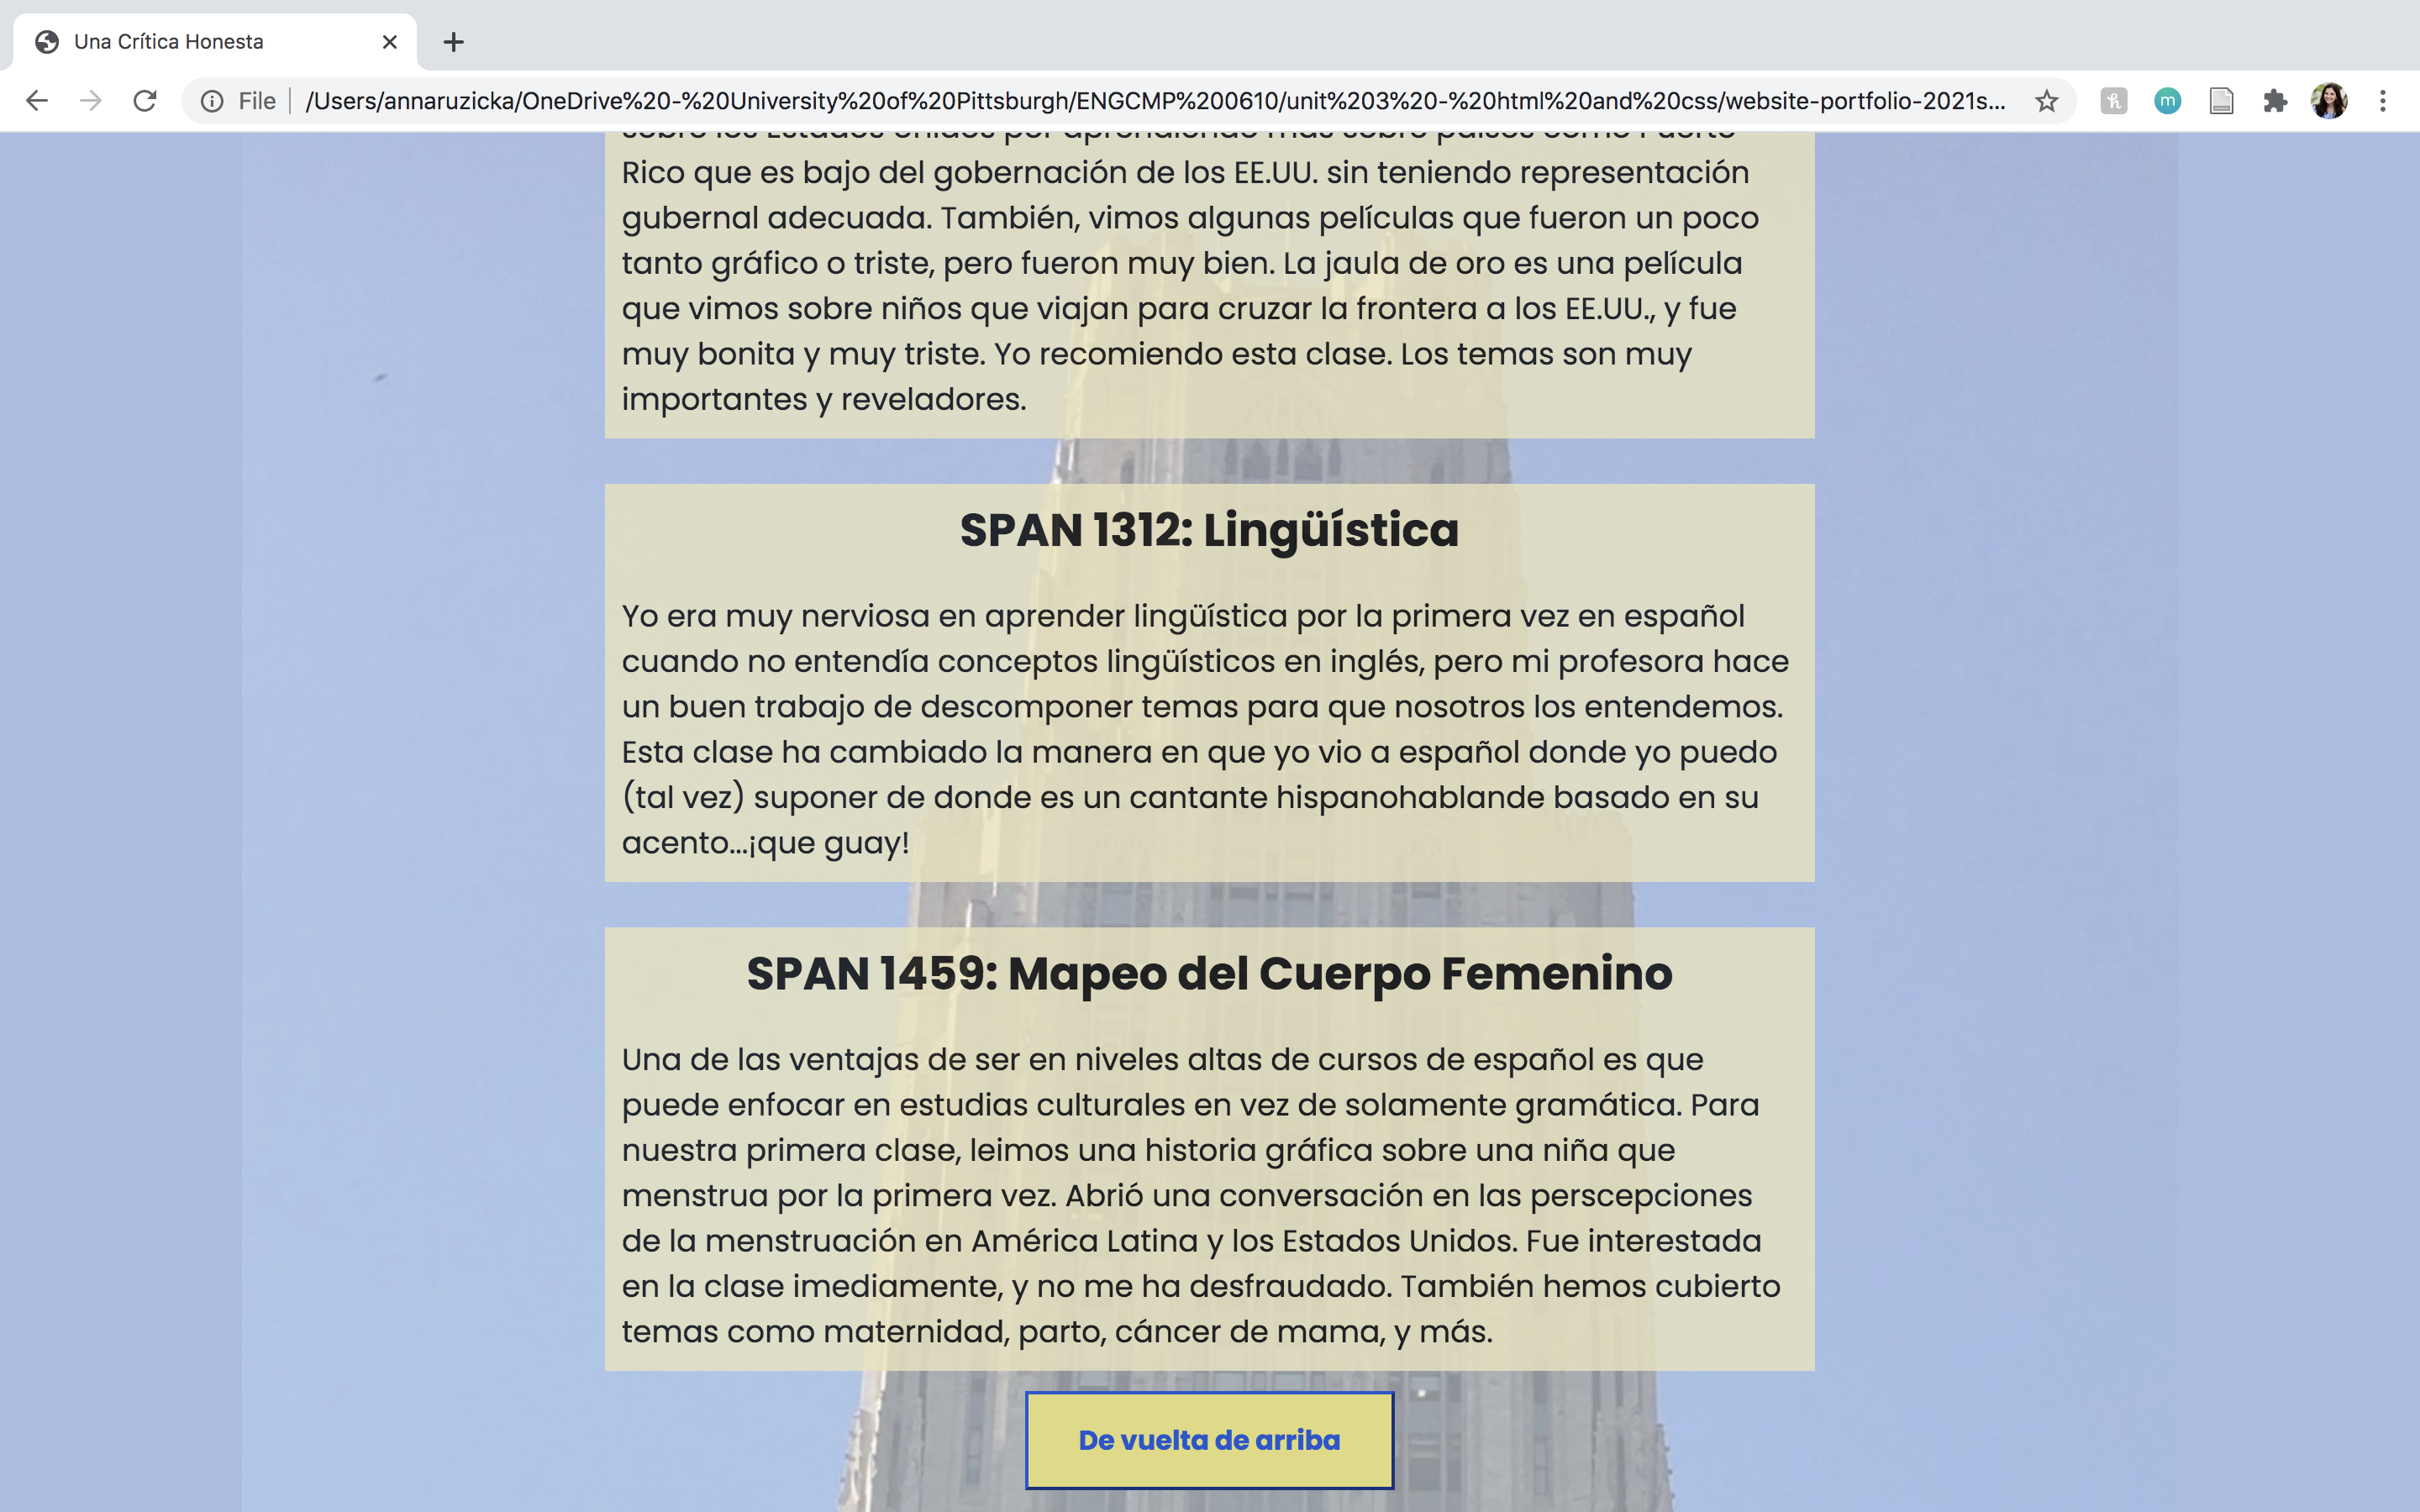 Una Crítica Honesta
File
/Users/annaruzicka/OneDrive%20-%20University%20of%20Pittsburgh/ENGCMP%200610/unit%203%20-%20html%20and%20css/website-portfolio-2021s...
sobre los Estados Unidos por aprendiendo más sobre países como Puerto
Rico que es bajo del gobernación de los EE.UU. sin teniendo representación
gubernal adecuada. También, vimos algunas películas que fueron un poco
tanto gráfico o triste, pero fueron muy bien. La jaula de oro es una película
que vimos sobre niños que viajan para cruzar la frontera a los EE.UU., y fue
muy bonita y muy triste. Yo recomiendo esta clase. Los temas son muy
importantes y reveladores.
SPAN 1312: Lingüística
Yo era muy nerviosa en aprender lingüística por la primera vez en español
cuando no entendía conceptos lingüísticos en inglés, pero mi profesora hace
un buen trabajo de descomponer temas para que nosotros los entendemos.
Esta clase ha cambiado la manera en que yo vio a español donde yo puedo
(tal vez) suponer de donde es un cantante hispanohablande basado en su
acento...¡que guay!
SPAN 1459: Mapeo del Cuerpo Femenino
Una de las ventajas de ser en niveles altas de cursos de español es que
puede enfocar en estudias culturales en vez de solamente gramática. Para
nuestra primera clase, leimos una historia gráfica sobre una niña que
menstrua por la primera vez. Abrió una conversación en las perscepciones
de la menstruación en América Latina y los Estados Unidos. Fue interestada
en la clase imediamente, y no me ha desfraudado. También hemos cubierto
temas como maternidad, parto, cáncer de mama, y más.
De vuelta de arriba